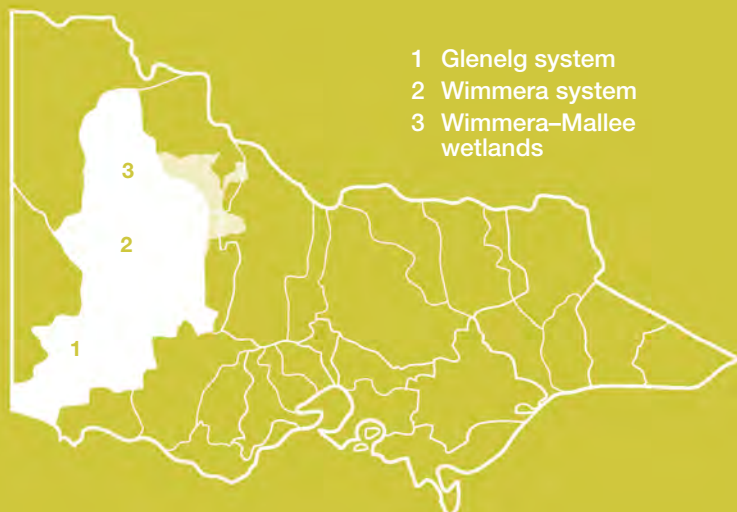 1 Glenelg system
2 Wimmera system
3 Wimmera–Mallee
wetlands
3
2
1